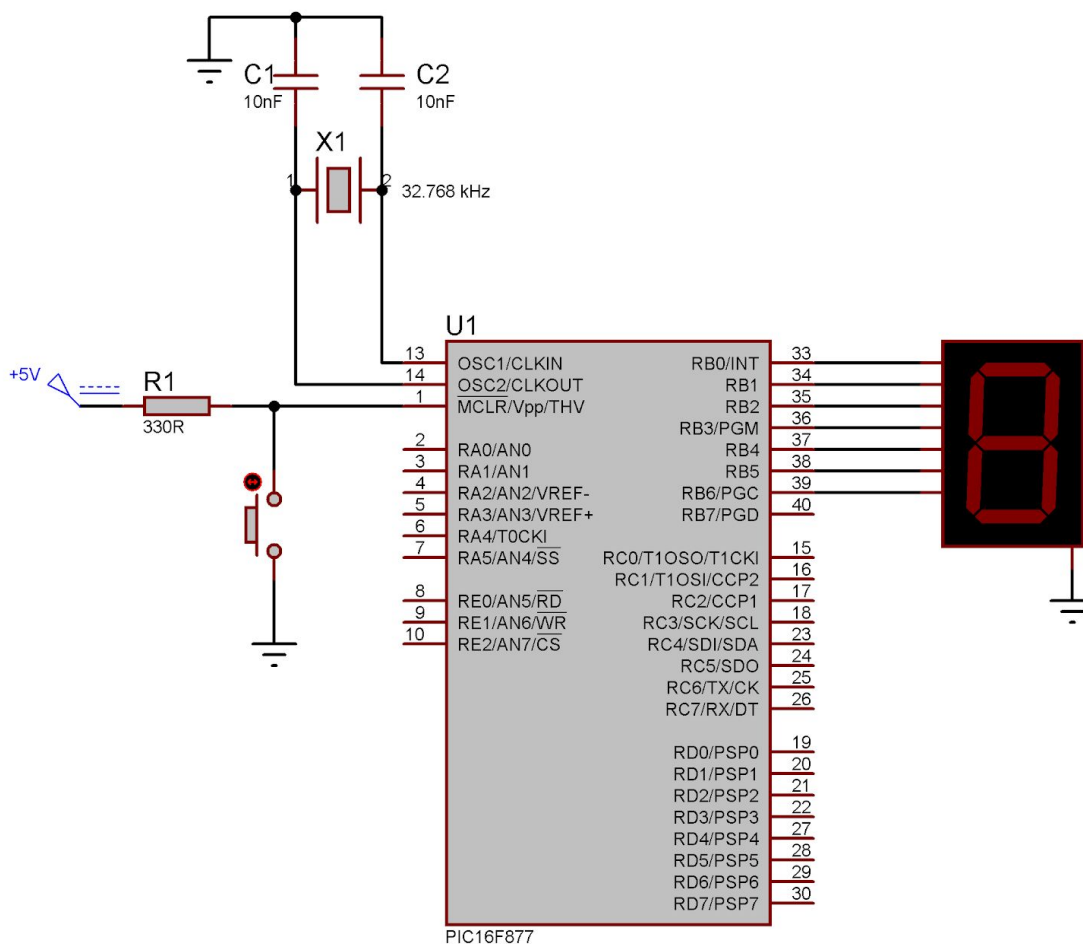 C1
10nF
C2
10nF
X1
1
2
32.768 kHz
+5V
R1
330R
U1
13 OSC1/CLKIN
14 OSC2/CLKOUT
1 MCLR/Vpp/THV
2 RA0/AN0
3 RA1/AN1
4 RA2/AN2/VREF-
5 RA3/AN3/VREF+
6 RA4/T0CKI
7 RA5/AN4/SS
8 RE0/AN5/RD
9 RE1/AN6/WR
10 RE2/AN7/CS
RB0/INT 33
RB1 34
RB2 35
RB3/PGM 36
RB4 37
RB5 38
RB6/PGC 39
RB7/PGD 40
RC0/T1OSO/T1CKI 15
RC1/T1OSI/CCP2 16
RC2/CCP1 17
RC3/SCK/SCL 18
RC4/SDI/SDA 23
RC5/SDO 24
RC6/TX/CK 25
RC7/RX/DT 26
RD0/PSP0 19
RD1/PSP1 20
RD2/PSP2 21
RD3/PSP3 22
RD4/PSP4 27
RD5/PSP5 28
RD6/PSP6 29
RD7/PSP7 30
PIC16F877